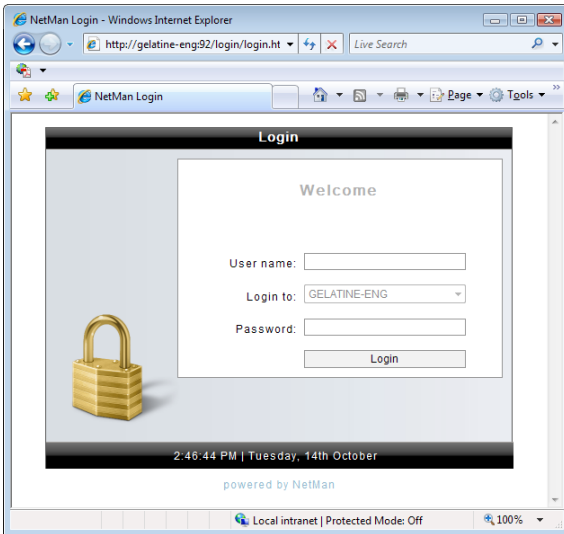 NetMan Login - Windows Internet Explorer
http://gelatine-eng:92/login/login.ht
Live Search
NetMan Login
Page
Tools
Login
Welcome
User name:
Login to: GELATINE-ENG
Password:
Login
2:46:44 PM | Tuesday, 14th October
powered by NetMan
Local intranet | Protected Mode: Off
100%